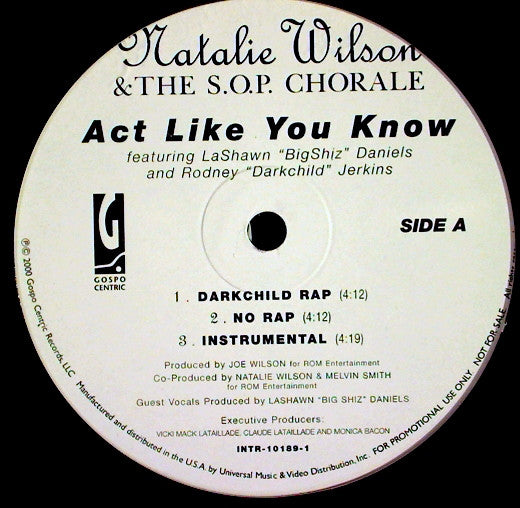 Natalie Wilson
& THE S.O.P. CHORALE
Act Like You Know
featuring LaShawn "BigShiz" Daniels
and Rodney "Darkchild" Jerkins
G
GOSPO
CENTRIC
SIDE A
1. DARKCHILD RAP (4:12)
2. NO RAP (4:12)
3. INSTRUMENTAL (4:19)
Produced by JOE WILSON for ROM Entertainment
Co-Produced by NATALIE WILSON & MELVIN SMITH
for ROM Entertainment
Guest Vocals Produced by LASHAWN "BIG SHIZ" DANIELS
Executive Producers:
VICKI MACK LATAILLADE, CLAUDE LATAILLADE AND MONICA BACON
INTR-10189-1
℗© 2000 Gospo Centric Records, LLC Manufactured and distributed in the U.S.A. by Universal Music & Video Distribution, Inc. FOR PROMOTIONAL USE ONLY NOT FOR SALE All